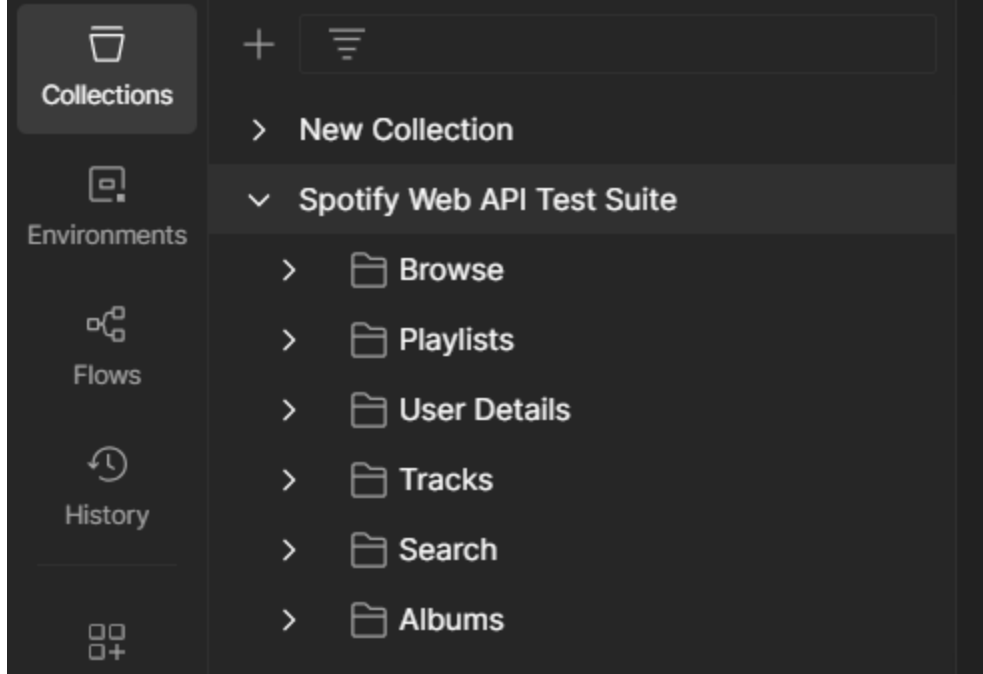 Collections
Environments
Flows
History
New Collection
Spotify Web API Test Suite
Browse
Playlists
User Details
Tracks
Search
Albums